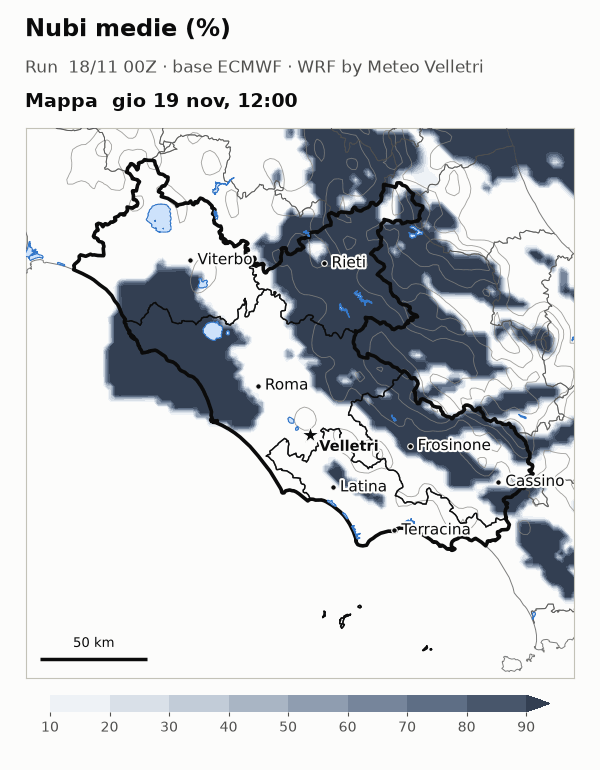 Nubi medie (%)
Run 18/11 00Z · base ECMWF · WRF by Meteo Velletri
Mappa gio 19 nov, 12:00
Viterbo
Rieti
Roma
Velletri
Frosinone
Latina
Cassino
Terracina
50 km
10 20 30 40 50 60 70 80 90